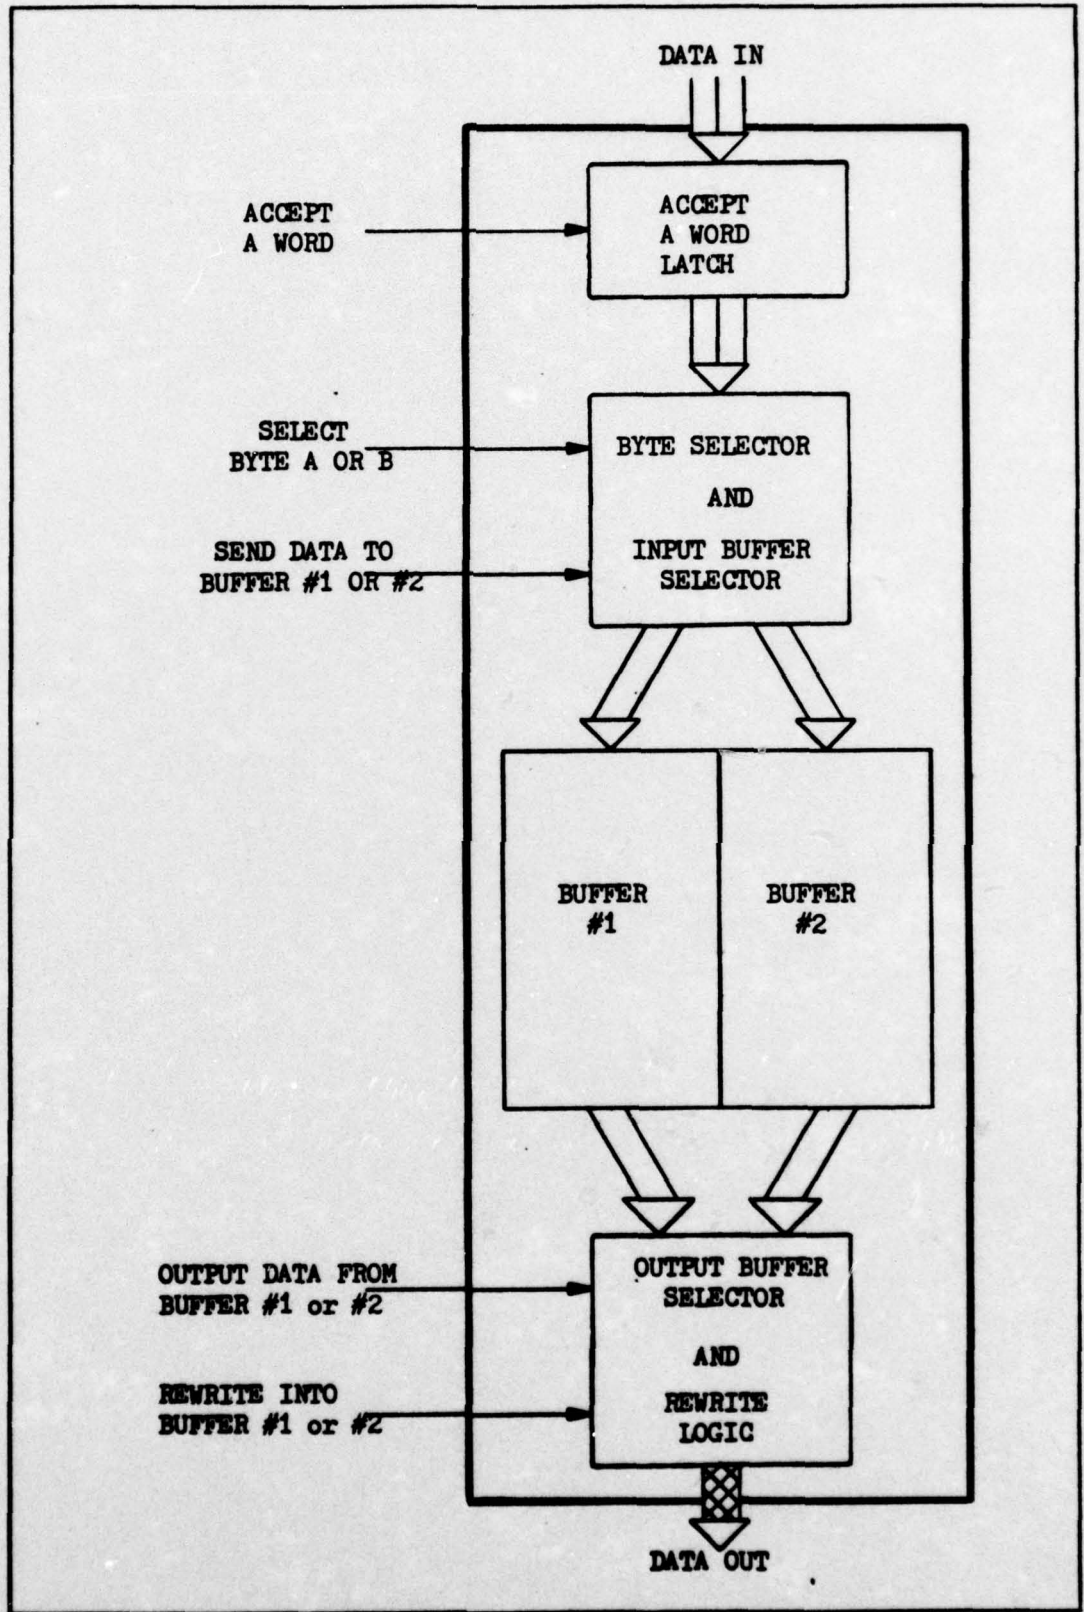 DATA IN
ACCEPT
A WORD
ACCEPT
A WORD
LATCH
SELECT
BYTE A OR B
BYTE SELECTOR
AND
INPUT BUFFER
SELECTOR
SEND DATA TO
BUFFER #1 OR #2
BUFFER
#1
BUFFER
#2
OUTPUT DATA FROM
BUFFER #1 or #2
OUTPUT BUFFER
SELECTOR
AND
REWRITE
LOGIC
REWRITE INTO
BUFFER #1 or #2
DATA OUT